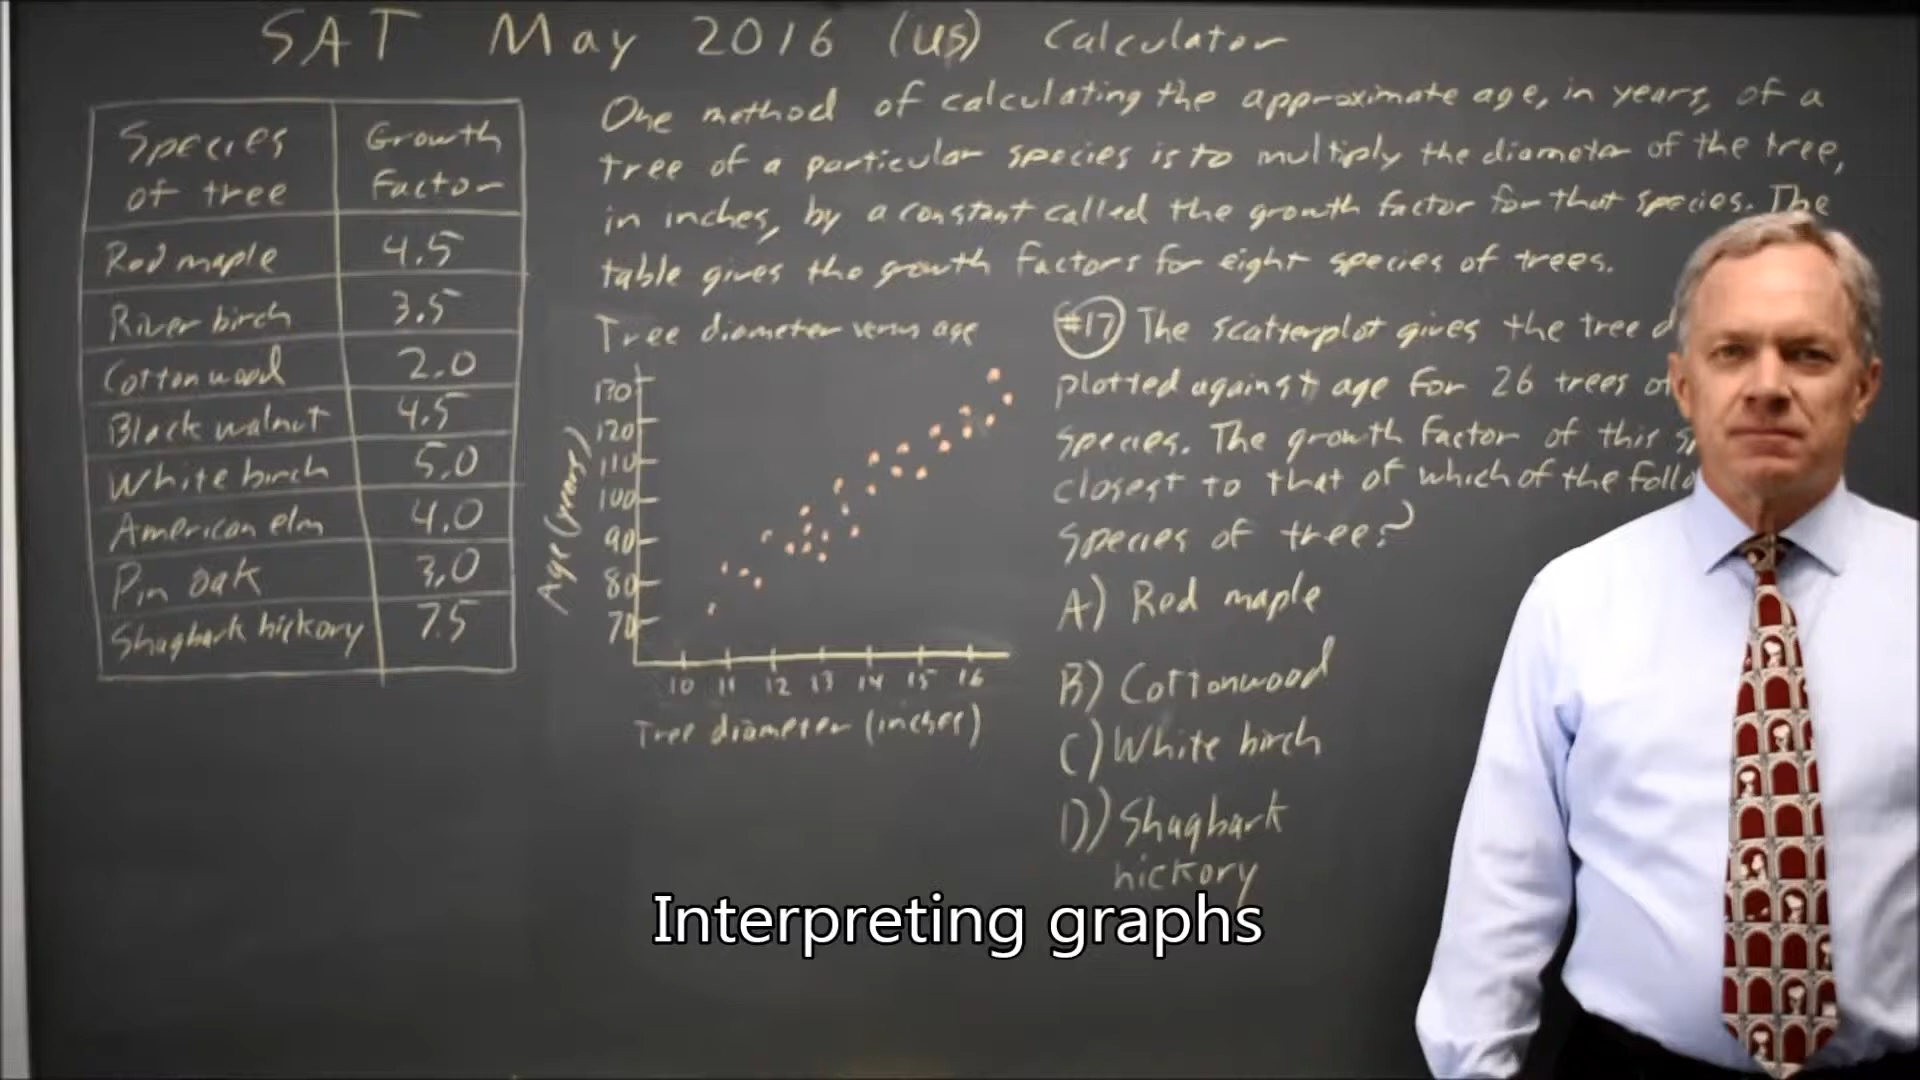 SAT May 2016 (US) Calculator
Species of tree
Growth Factor
Red maple 4.5
River birch 3.5
Cottonwood 2.0
Black walnut 4.5
White birch 5.0
American elm 4.0
Pin oak 3.0
Shagbark hickory 7.5
One method of calculating the approximate age, in years, of a
tree of a particular species is to multiply the diameter of the tree,
in inches, by a constant called the growth factor for that species. The
table gives the growth factors for eight species of trees.
Tree diameter versus age
Age (years)
130
120
110
100
90
80
70
10 11 12 13 14 15 16
Tree diameter (inches)
#17 The scatterplot gives the tree d
plotted against age for 26 trees of
species. The growth factor of this sp
closest to that of which of the follo
species of tree?
A) Red maple
B) Cottonwood
C) White birch
D) Shagbark
hickory
Interpreting graphs